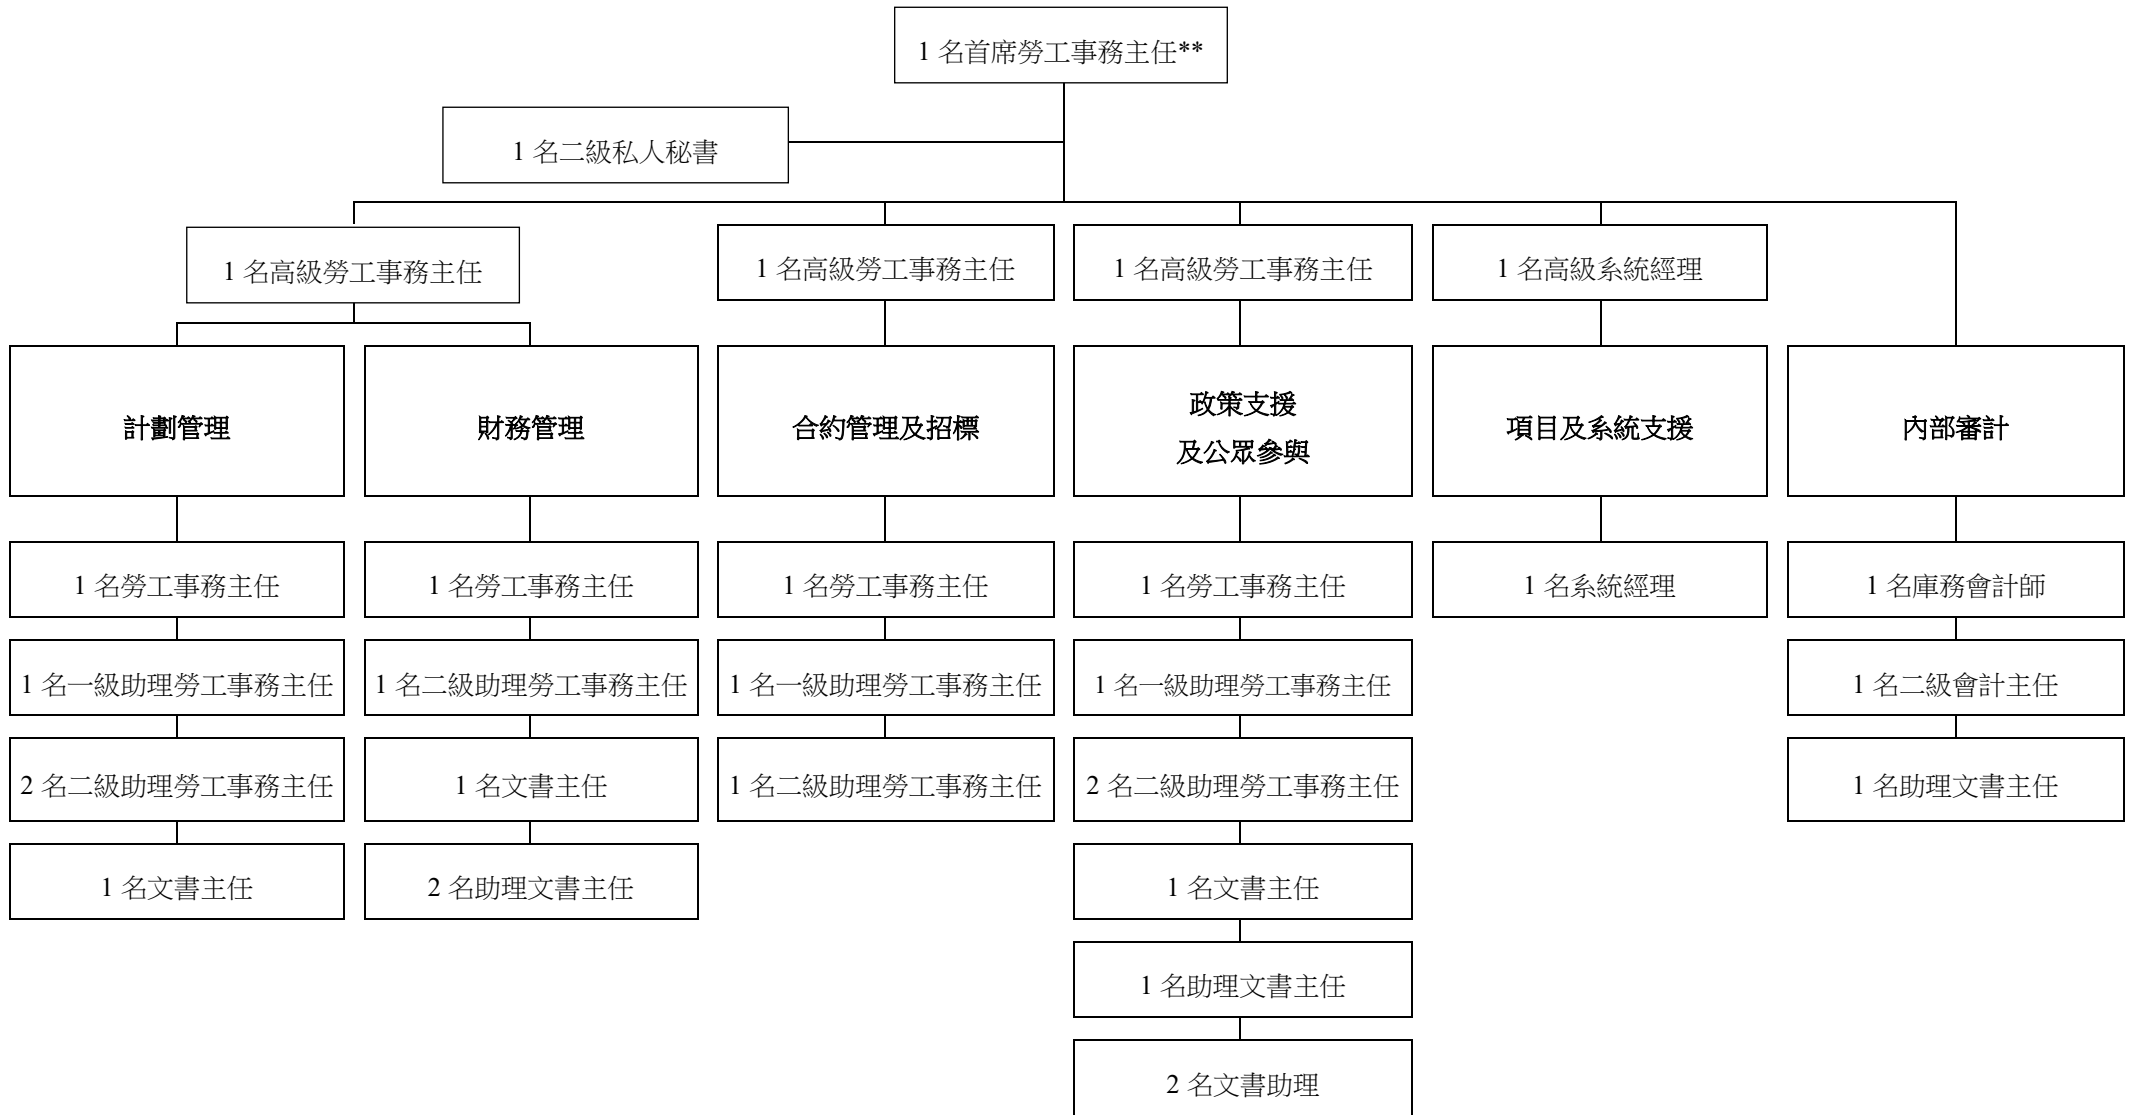 1 名首席勞工事務主任**
1 名二級私人秘書
1 名高級勞工事務主任
1 名高級勞工事務主任
1 名高級勞工事務主任
1 名高級系統經理
計劃管理
財務管理
合約管理及招標
政策支援
及公眾參與
項目及系統支援
內部審計
1 名勞工事務主任
1 名勞工事務主任
1 名勞工事務主任
1 名勞工事務主任
1 名系統經理
1 名庫務會計師
1 名一級助理勞工事務主任
1 名二級助理勞工事務主任
1 名一級助理勞工事務主任
1 名一級助理勞工事務主任
1 名二級會計主任
2 名二級助理勞工事務主任
1 名文書主任
1 名二級助理勞工事務主任
2 名二級助理勞工事務主任
1 名助理文書主任
1 名文書主任
2 名助理文書主任
1 名文書主任
1 名助理文書主任
2 名文書助理